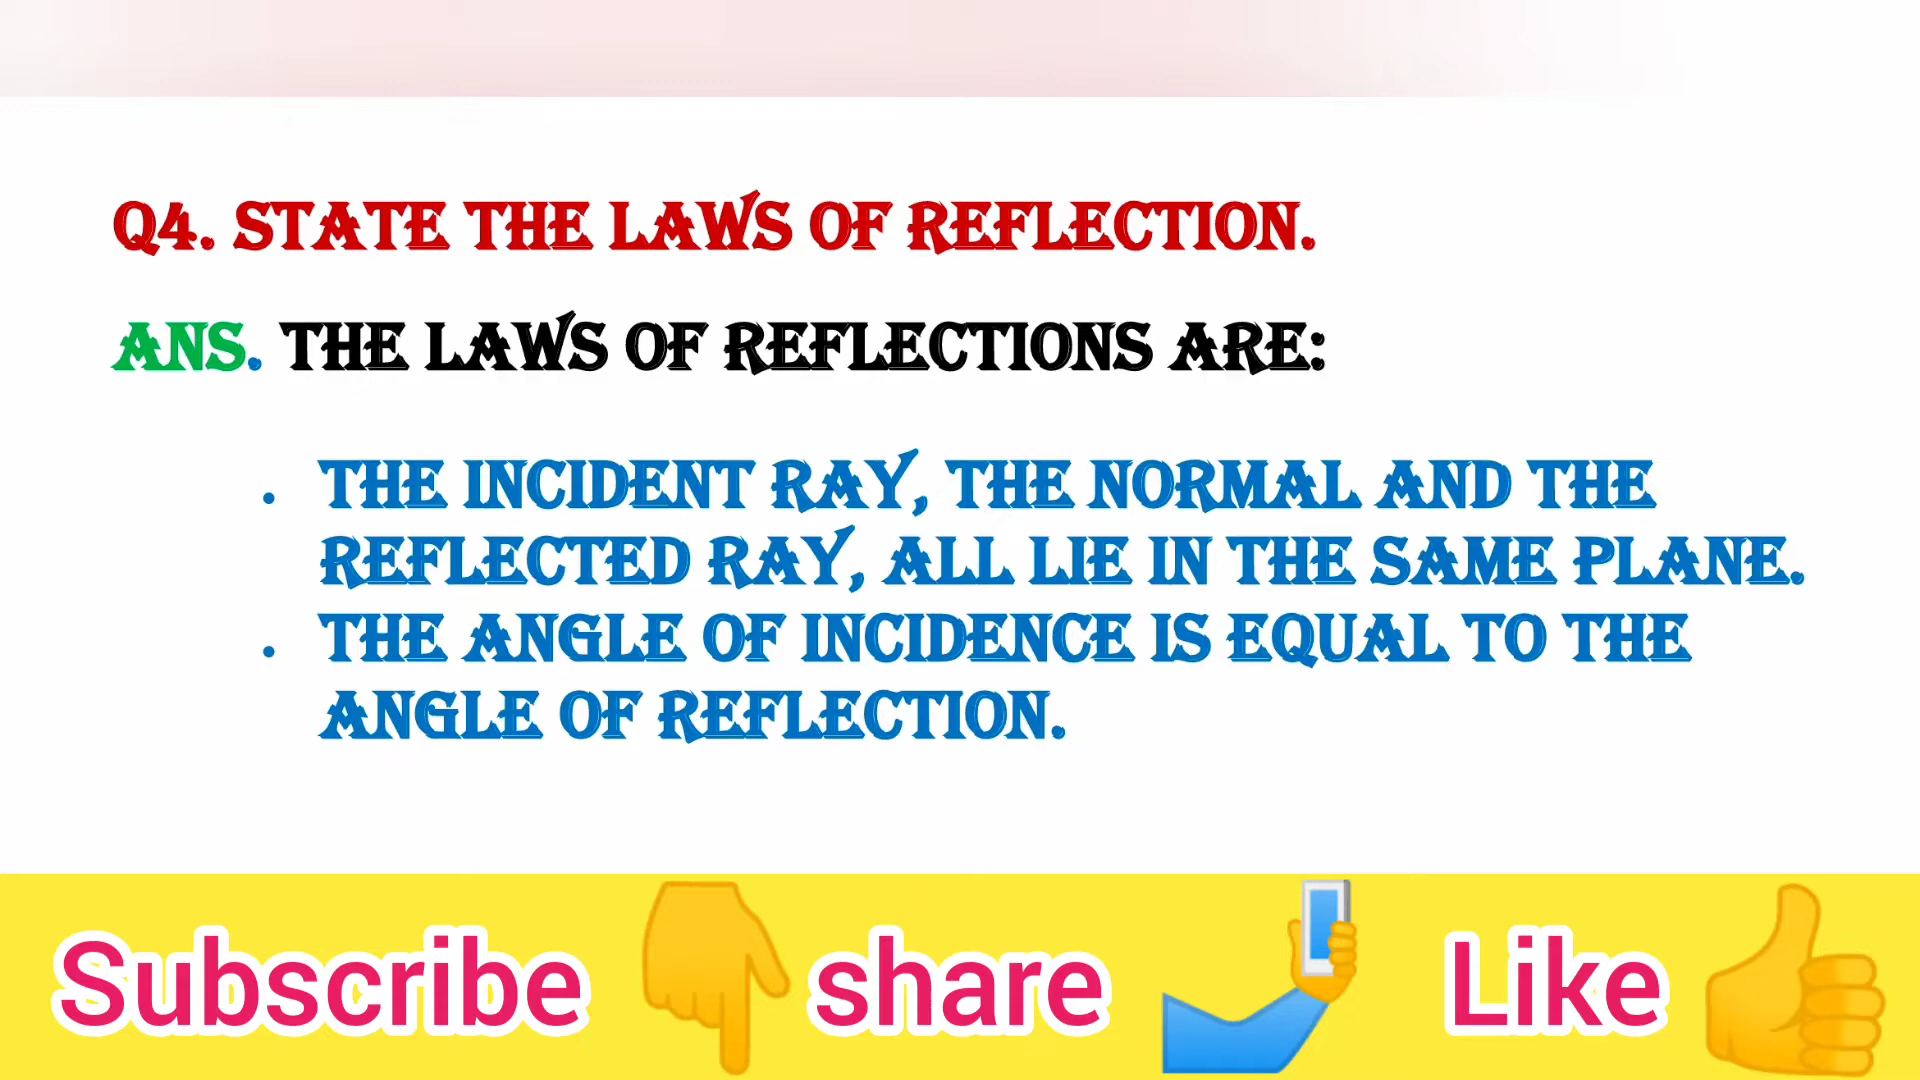 Q4. STATE THE LAWS OF REFLECTION.
ANS. THE LAWS OF REFLECTIONS ARE:
• THE INCIDENT RAY, THE NORMAL AND THE
REFLECTED RAY, ALL LIE IN THE SAME PLANE.
• THE ANGLE OF INCIDENCE IS EQUAL TO THE
ANGLE OF REFLECTION.
Subscribe share Like